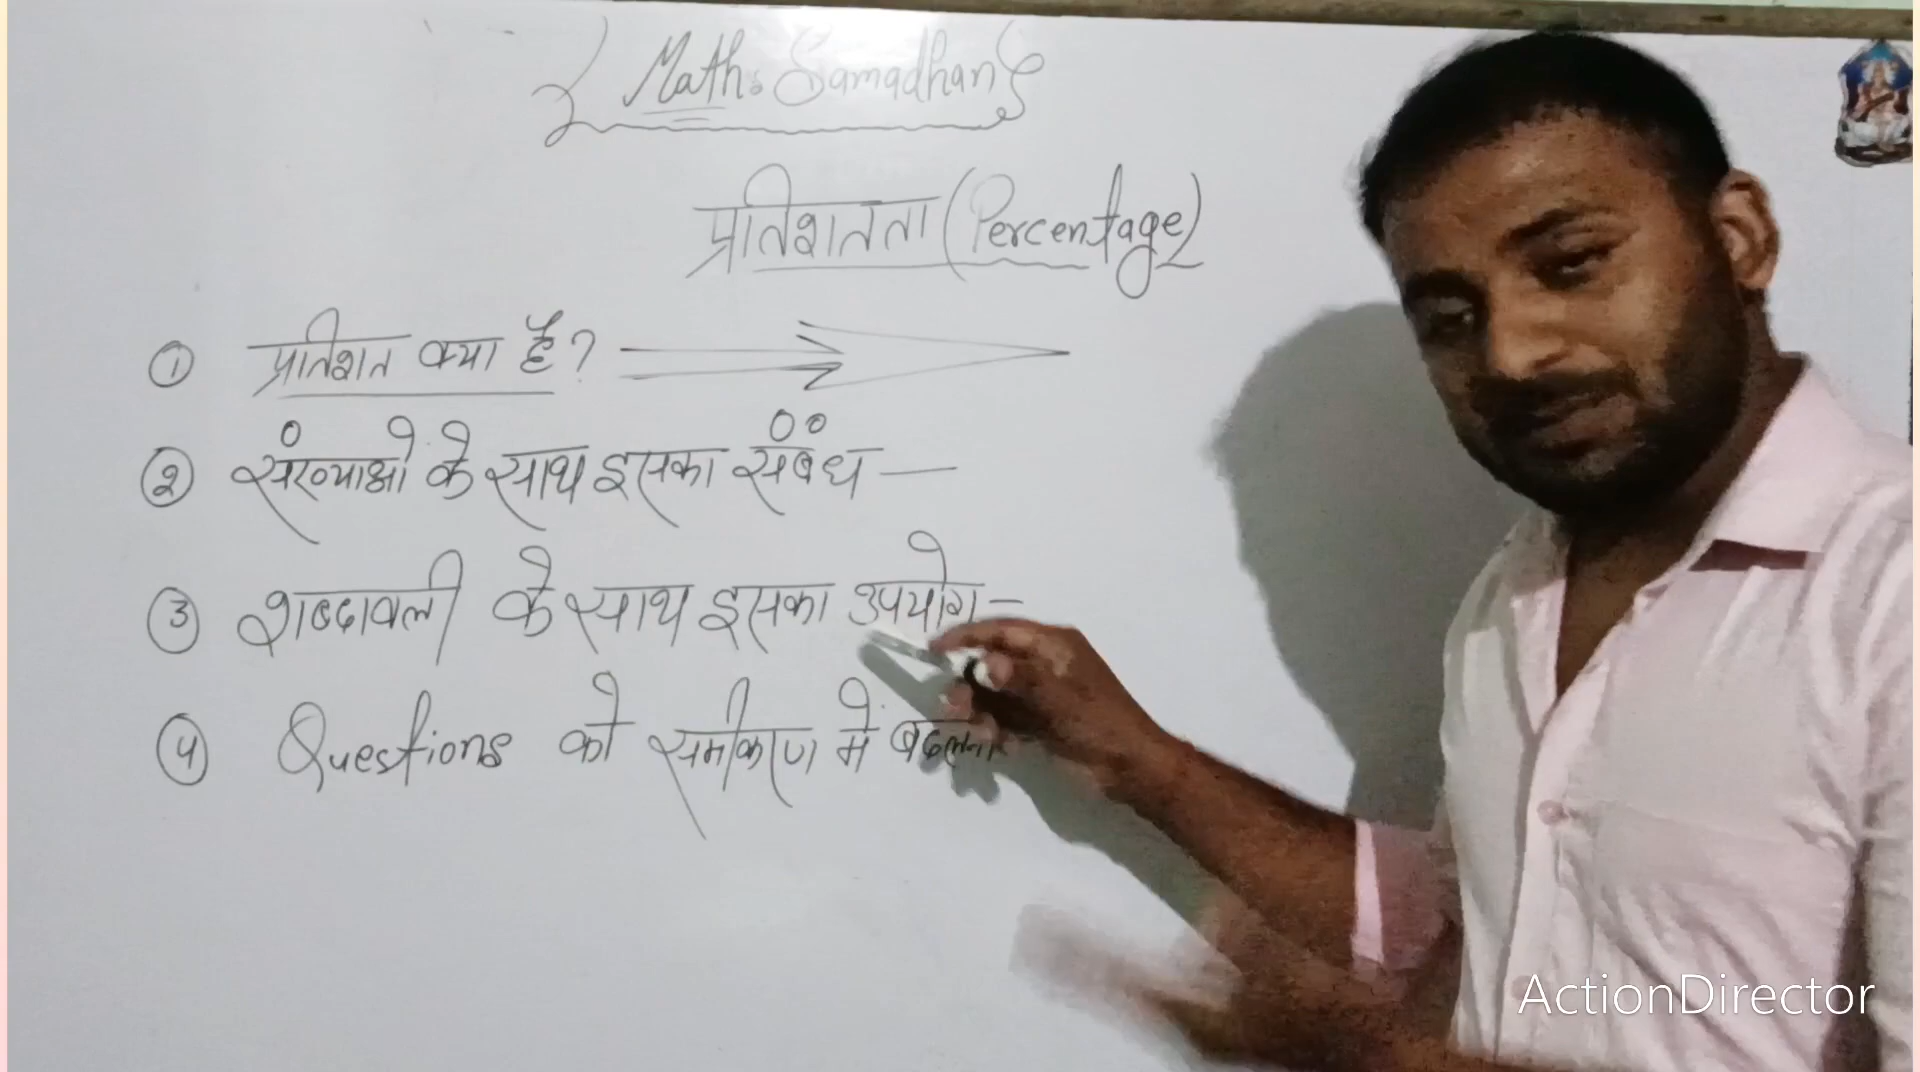 Maths Samadhan
प्रतिशतता (Percentage)
① प्रतिशत क्या है?
② संख्याओं के साथ इसका संबंध —
③ शब्दावली के साथ इसका उपयोग —
④ Questions को समीकरण में बदलना
ActionDirector